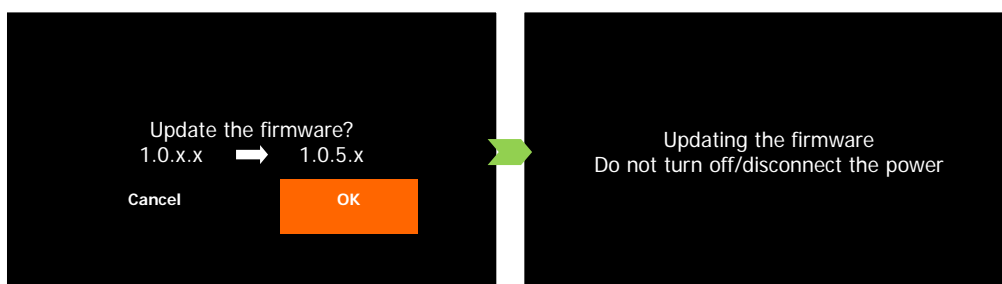 Update the firmware?
1.0.x.x 1.0.5.x
Cancel OK
Updating the firmware
Do not turn off/disconnect the power